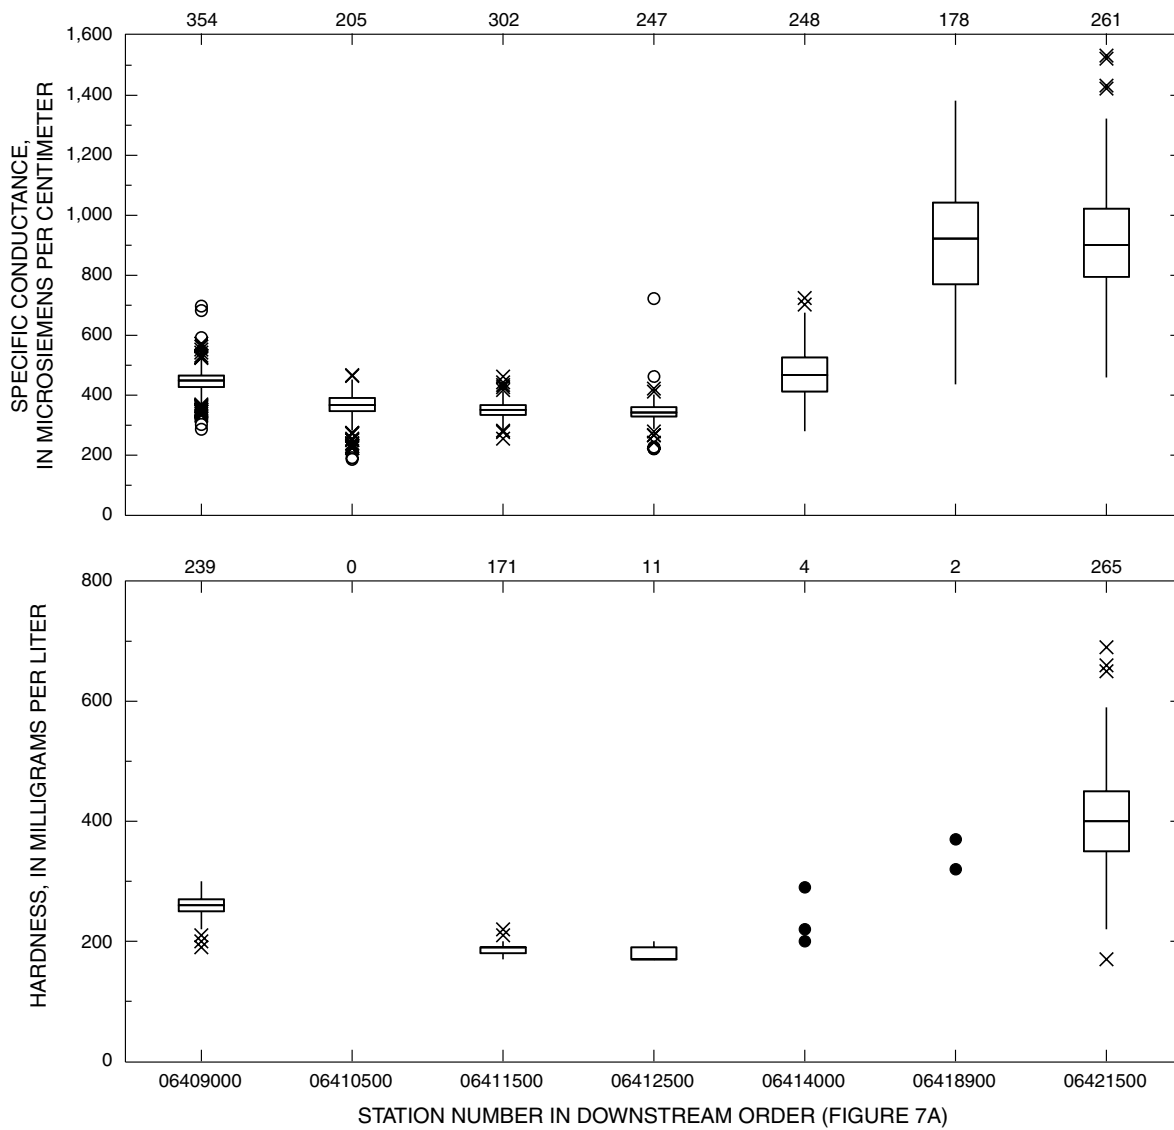 354 205 302 247 248 178 261
1,600
1,400
1,200
1,000
800
600
400
200
0
SPECIFIC CONDUCTANCE,
IN MICROSIEMENS PER CENTIMETER
239 0 171 11 4 2 265
800
600
400
200
0
HARDNESS, IN MILLIGRAMS PER LITER
06409000 06410500 06411500 06412500 06414000 06418900 06421500
STATION NUMBER IN DOWNSTREAM ORDER (FIGURE 7A)